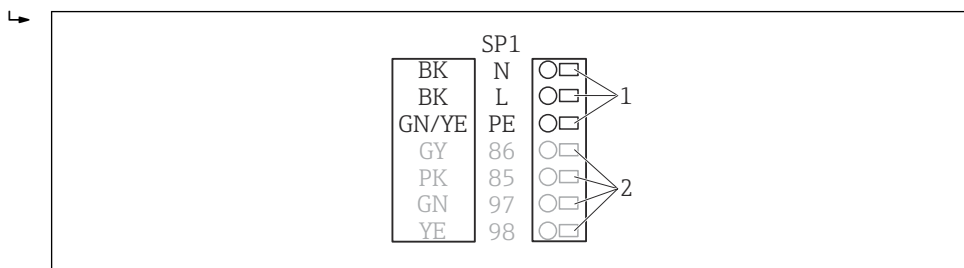 SP1
BK N
BK L 1
GN/YE PE
GY 86
PK 85 2
GN 97
YE 98